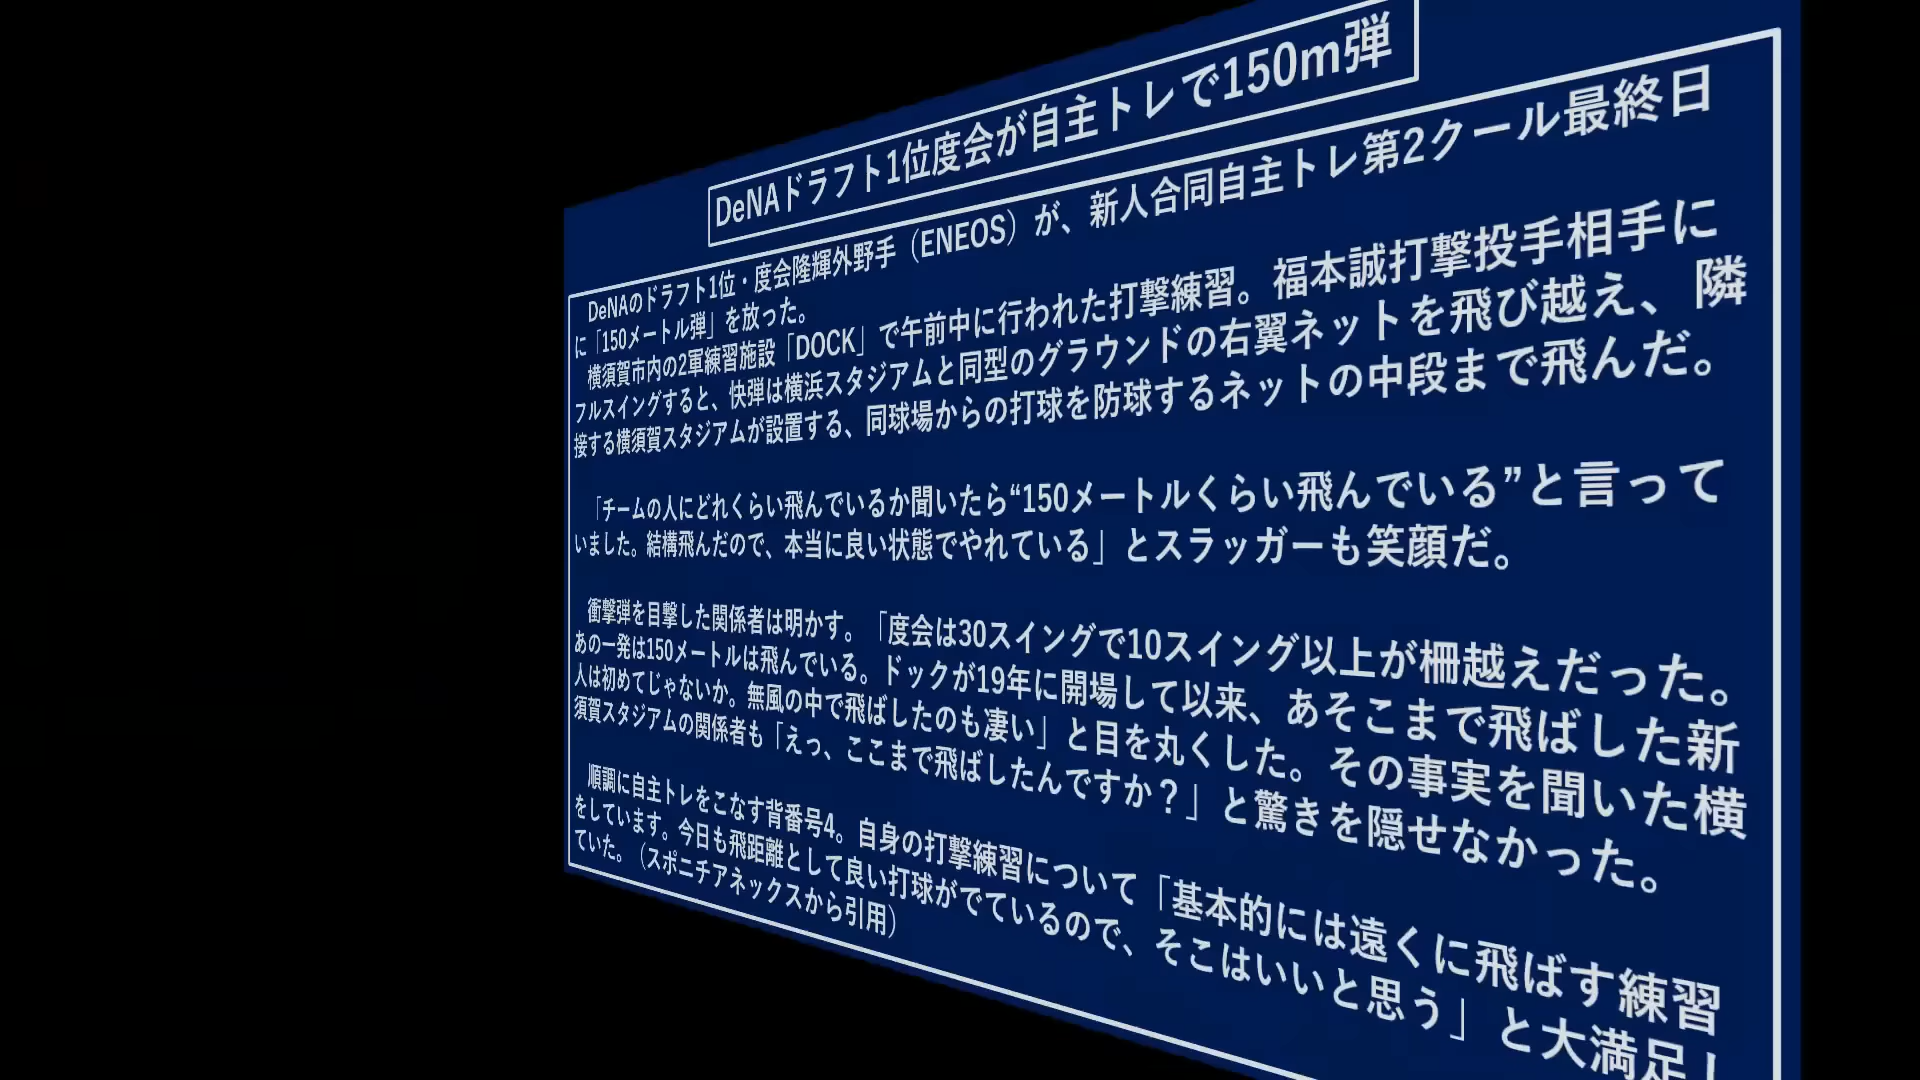 DeNAドラフト1位度会が自主トレで150m弾
DeNAのドラフト1位・度会隆輝外野手（ENEOS）が、新人合同自主トレ第2クール最終日
に「150メートル弾」を放った。
横須賀市内の2軍練習施設「DOCK」で午前中に行われた打撃練習。福本誠打撃投手相手に
フルスイングすると、快弾は横浜スタジアムと同型のグラウンドの右翼ネットを飛び越え、隣
接する横須賀スタジアムが設置する、同球場からの打球を防球するネットの中段まで飛んだ。
「チームの人にどれくらい飛んでいるか聞いたら“150メートルくらい飛んでいる”と言って
いました。結構飛んだので、本当に良い状態でやれている」とスラッガーも笑顔だ。
衝撃弾を目撃した関係者は明かす。「度会は30スイングで10スイング以上が柵越えだった。
あの一発は150メートルは飛んでいる。ドックが19年に開場して以来、あそこまで飛ばした新
人は初めてじゃないか。無風の中で飛ばしたのも凄い」と目を丸くした。その事実を聞いた横
須賀スタジアムの関係者も「えっ、ここまで飛ばしたんですか？」と驚きを隠せなかった。
順調に自主トレをこなす背番号4。自身の打撃練習について「基本的には遠くに飛ばす練習
をしています。今日も飛距離として良い打球がでているので、そこはいいと思う」と大満足し
ていた。（スポニチアネックスから引用）